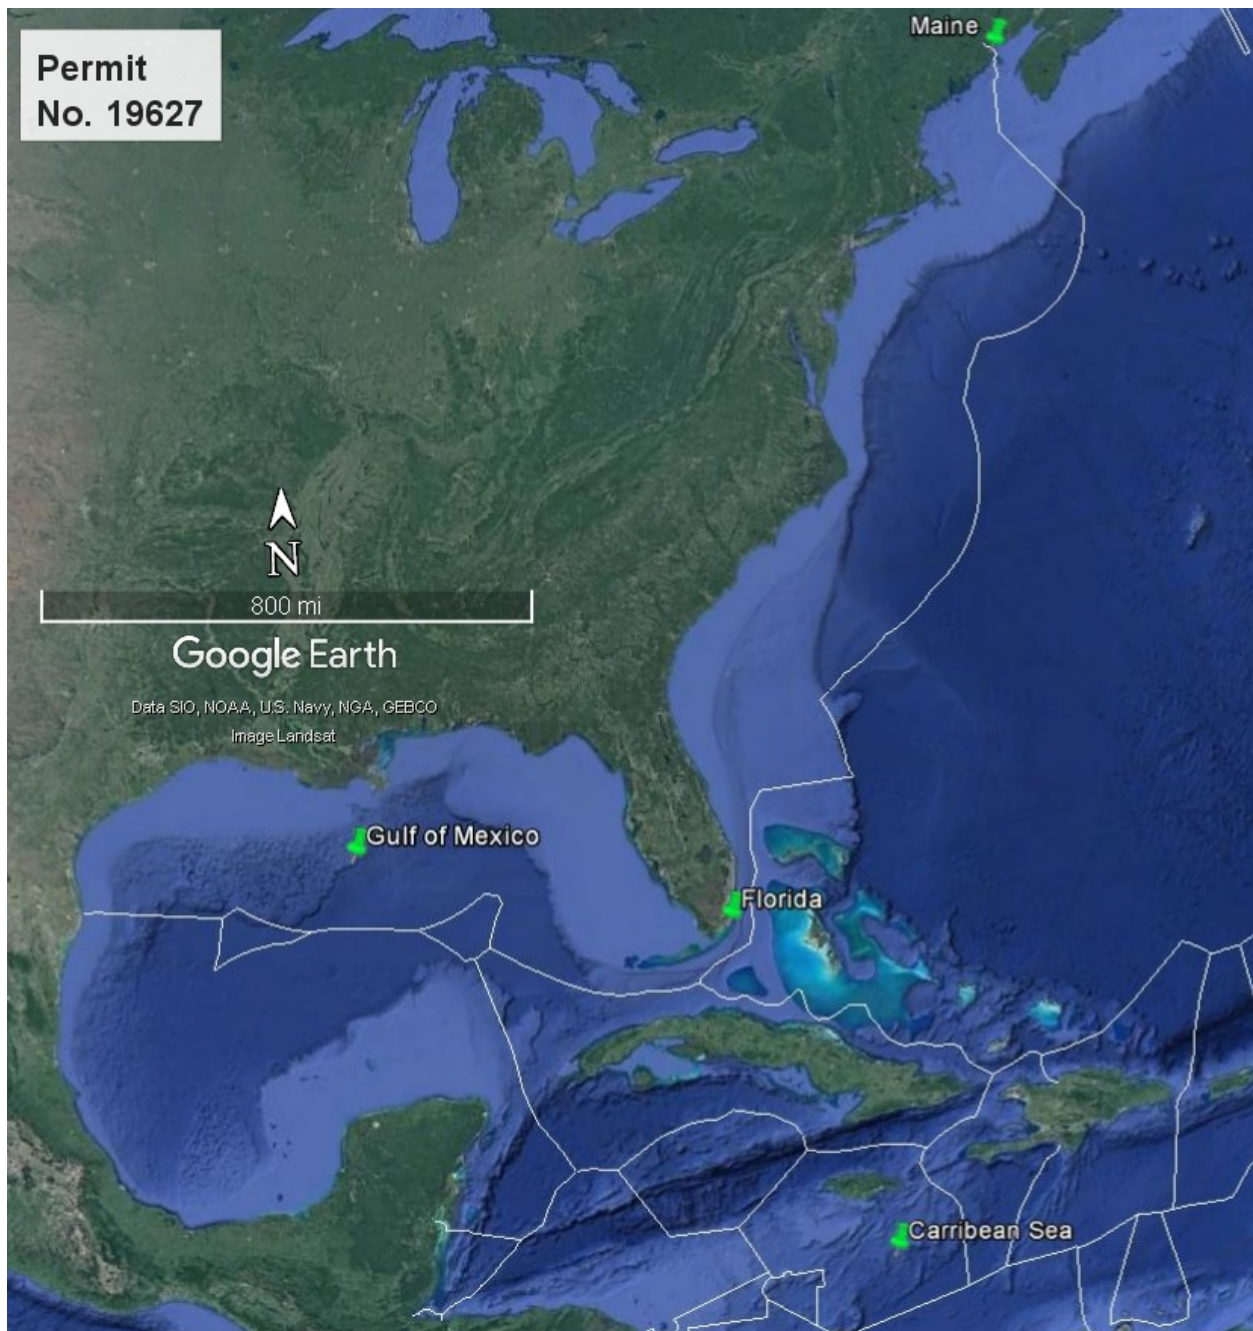 Maine
Permit
No. 19627
N
800 mi
Google Earth
Data SIO, NOAA, U.S. Navy, NGA, GEBCO
Image Landsat
Gulf of Mexico
Florida
Carribean Sea